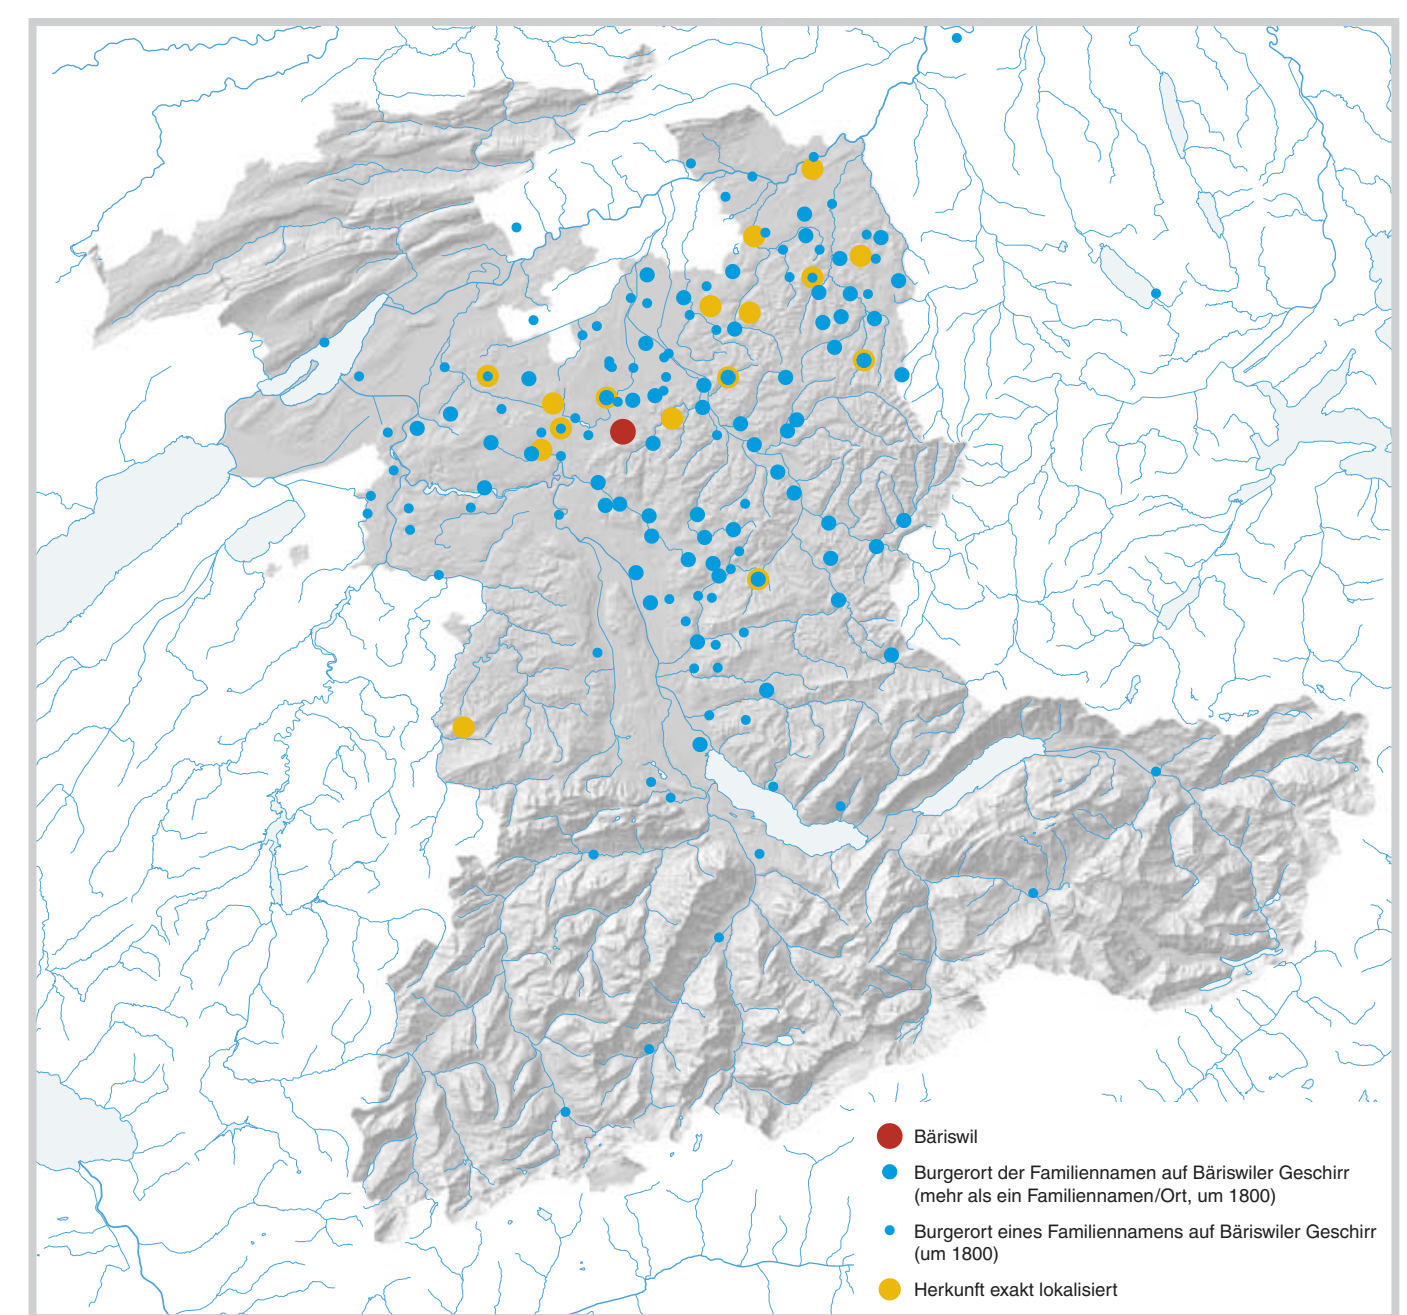 Bäriswil
Burgerort der Familiennamen auf Bäriswiler Geschirr
(mehr als ein Familiennamen/Ort, um 1800)
Burgerort eines Familiennamens auf Bäriswiler Geschirr
(um 1800)
Herkunft exakt lokalisiert